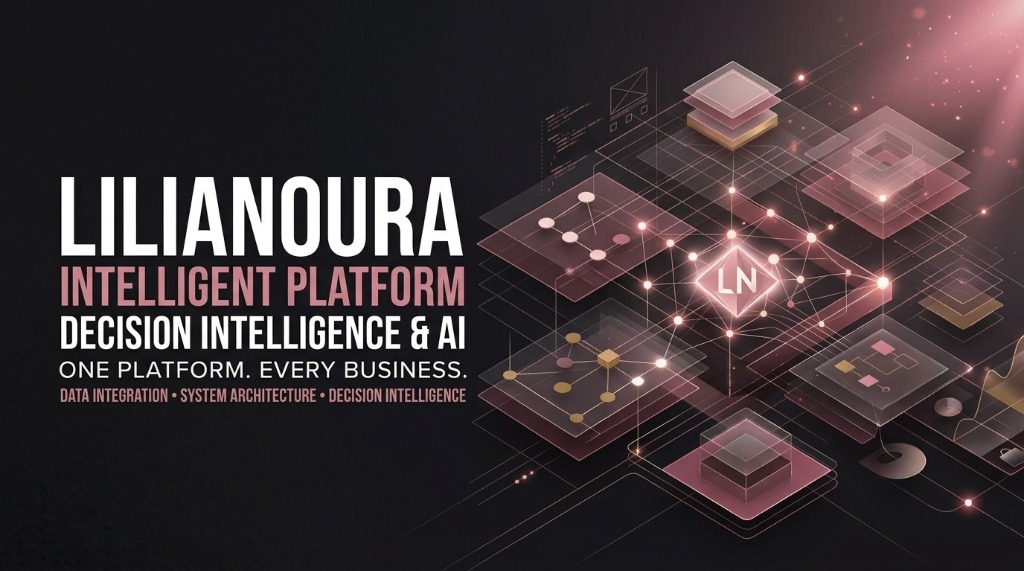 LILIANOURA
INTELLIGENT PLATFORM
DECISION INTELLIGENCE & AI
ONE PLATFORM. EVERY BUSINESS.
DATA INTEGRATION • SYSTEM ARCHITECTURE • DECISION INTELLIGENCE
LN